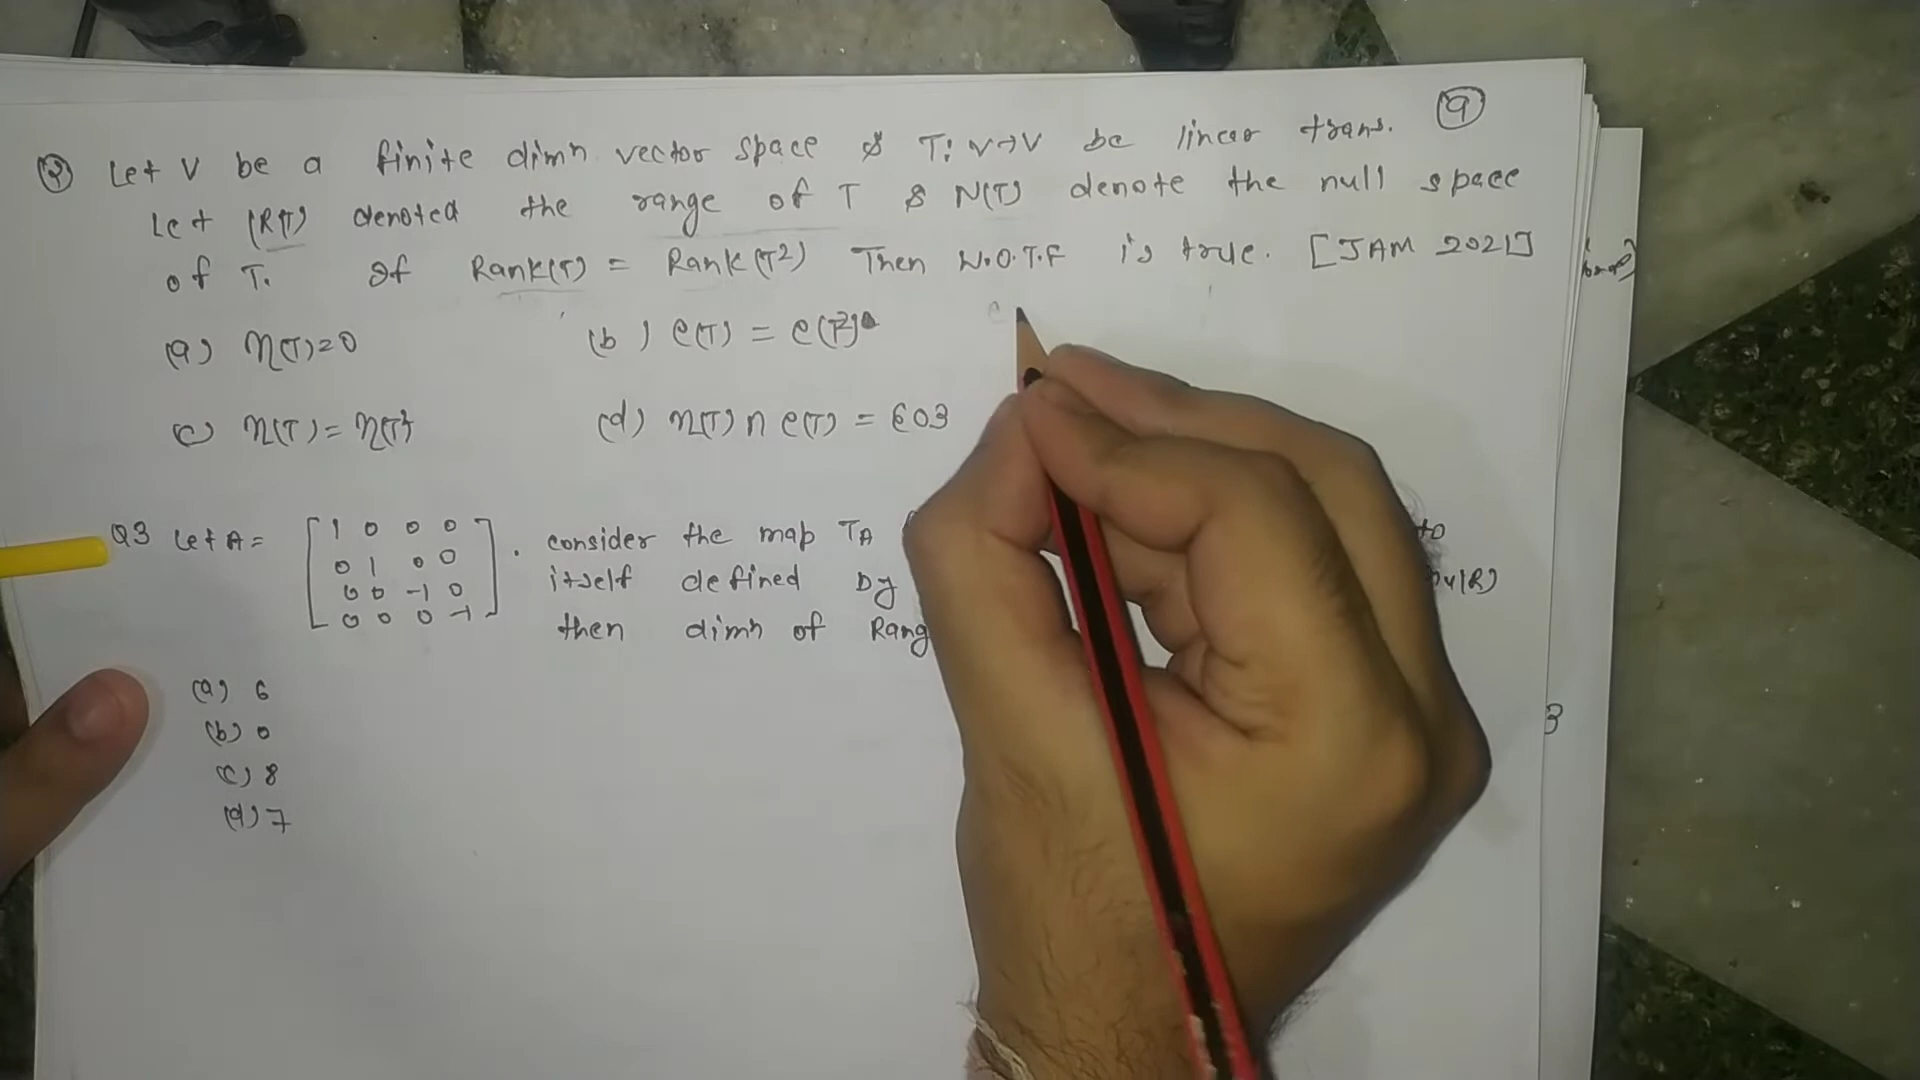 9
② Let V be a finite dimn vector space & T: V→V be linear trans.
Let (R(T) denoted the range of T & N(T) denote the null space
of T. If Rank(T) = Rank(T²) Then W.O.T.F is true. [JAM 2021]
(a) η(T)=0 (b) ρ(T) = ρ(T²)
(c) η(T) = η(T²) (d) η(T) ∩ ρ(T) = {0}
Q3 Let A = [1 0 0 0
0 1 0 0
0 0 -1 0
0 0 0 -1]. consider the map TA to
itself defined by
then dimn of Rang
(a) 6
(b) 0
(c) 8
(d) 7
3